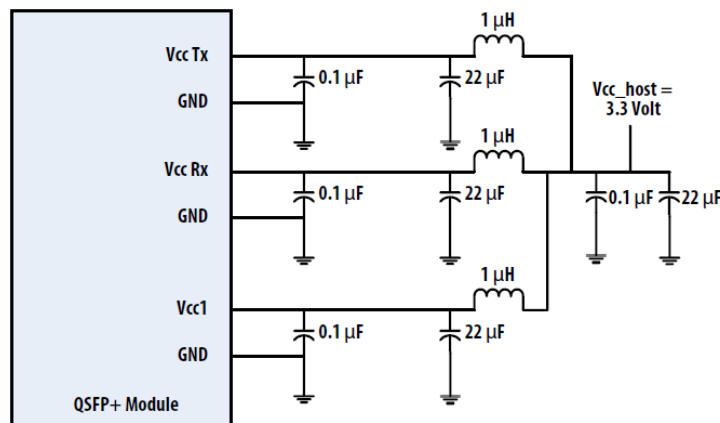 1 µH
Vcc Tx
0.1 µF
22 µF
GND
Vcc_host =
3.3 Volt
1 µH
Vcc Rx
0.1 µF
22 µF
0.1 µF
22 µF
GND
1 µH
Vcc1
0.1 µF
22 µF
GND
QSFP+ Module